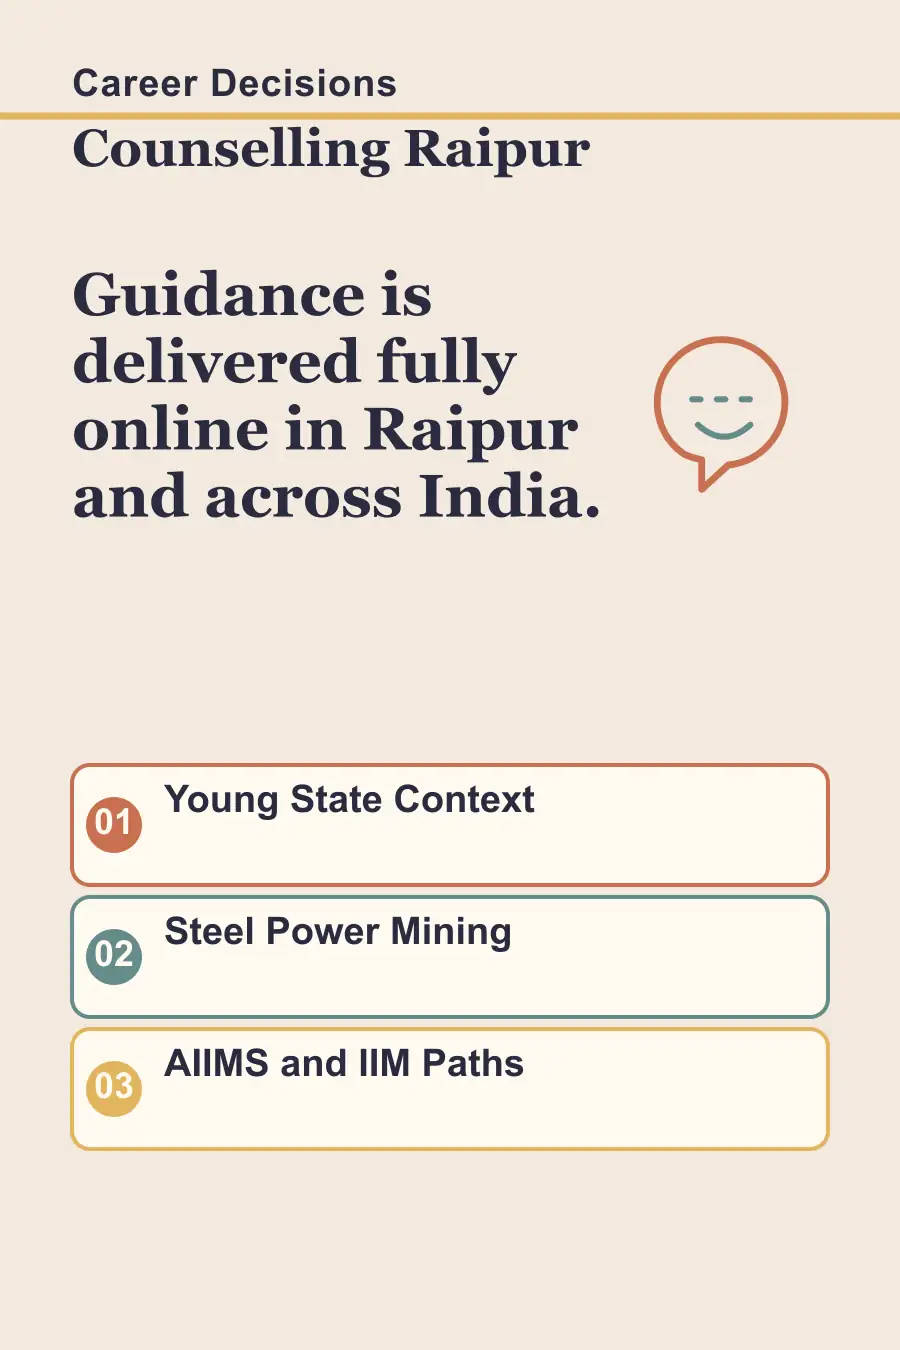 Career Decisions
Counselling Raipur
Guidance is
delivered fully
online in Raipur
and across India.
01
Young State Context
02
Steel Power Mining
03
AIIMS and IIM Paths